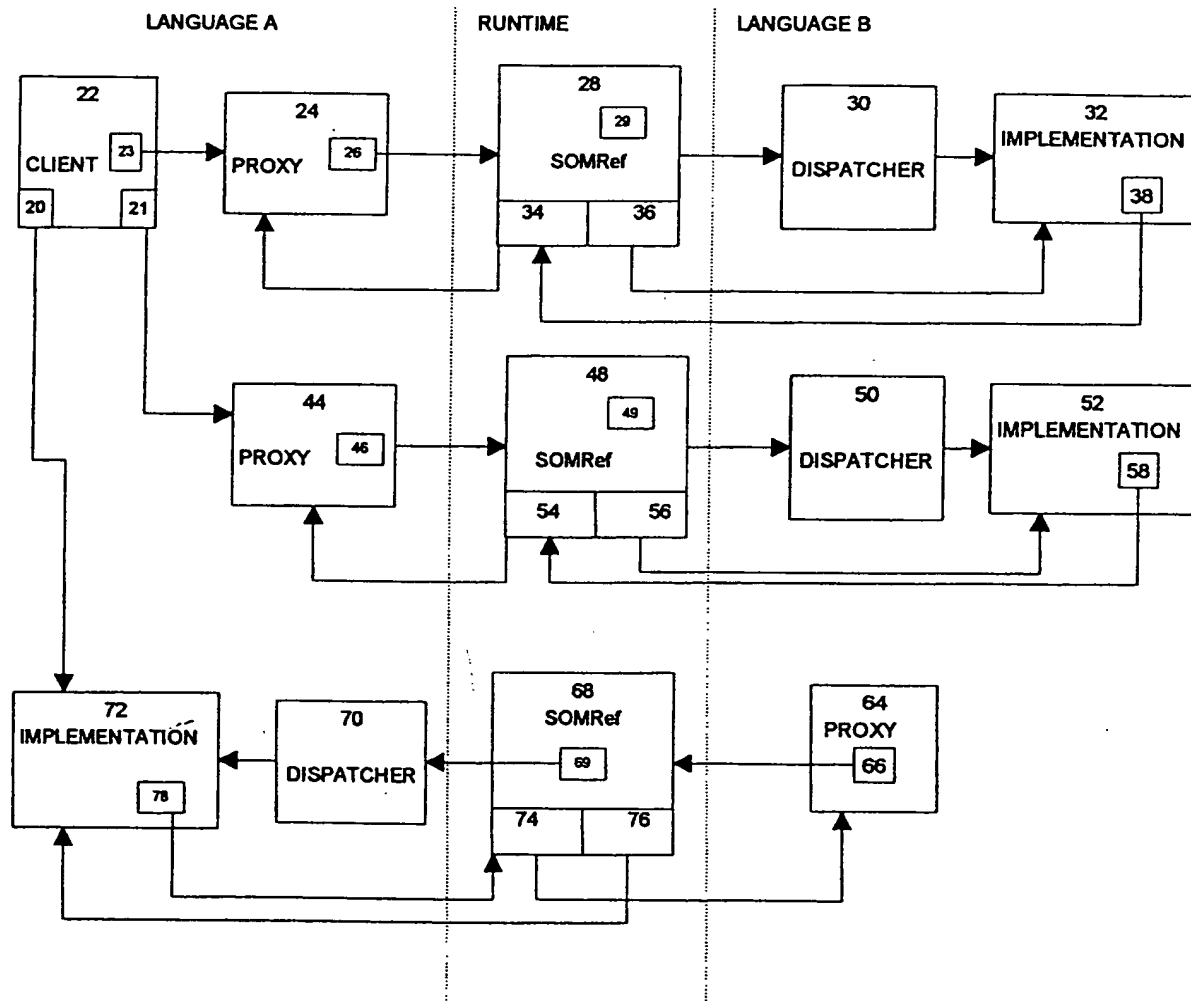 LANGUAGE A
RUNTIME
LANGUAGE B
22
23
CLIENT
20
21
24
26
PROXY
28
29
SOMRef
34
36
30
DISPATCHER
32
IMPLEMENTATION
38
44
46
PROXY
48
49
SOMRef
54
56
50
DISPATCHER
52
IMPLEMENTATION
58
72
IMPLEMENTATION
78
70
DISPATCHER
68
SOMRef
69
74
76
64
PROXY
66